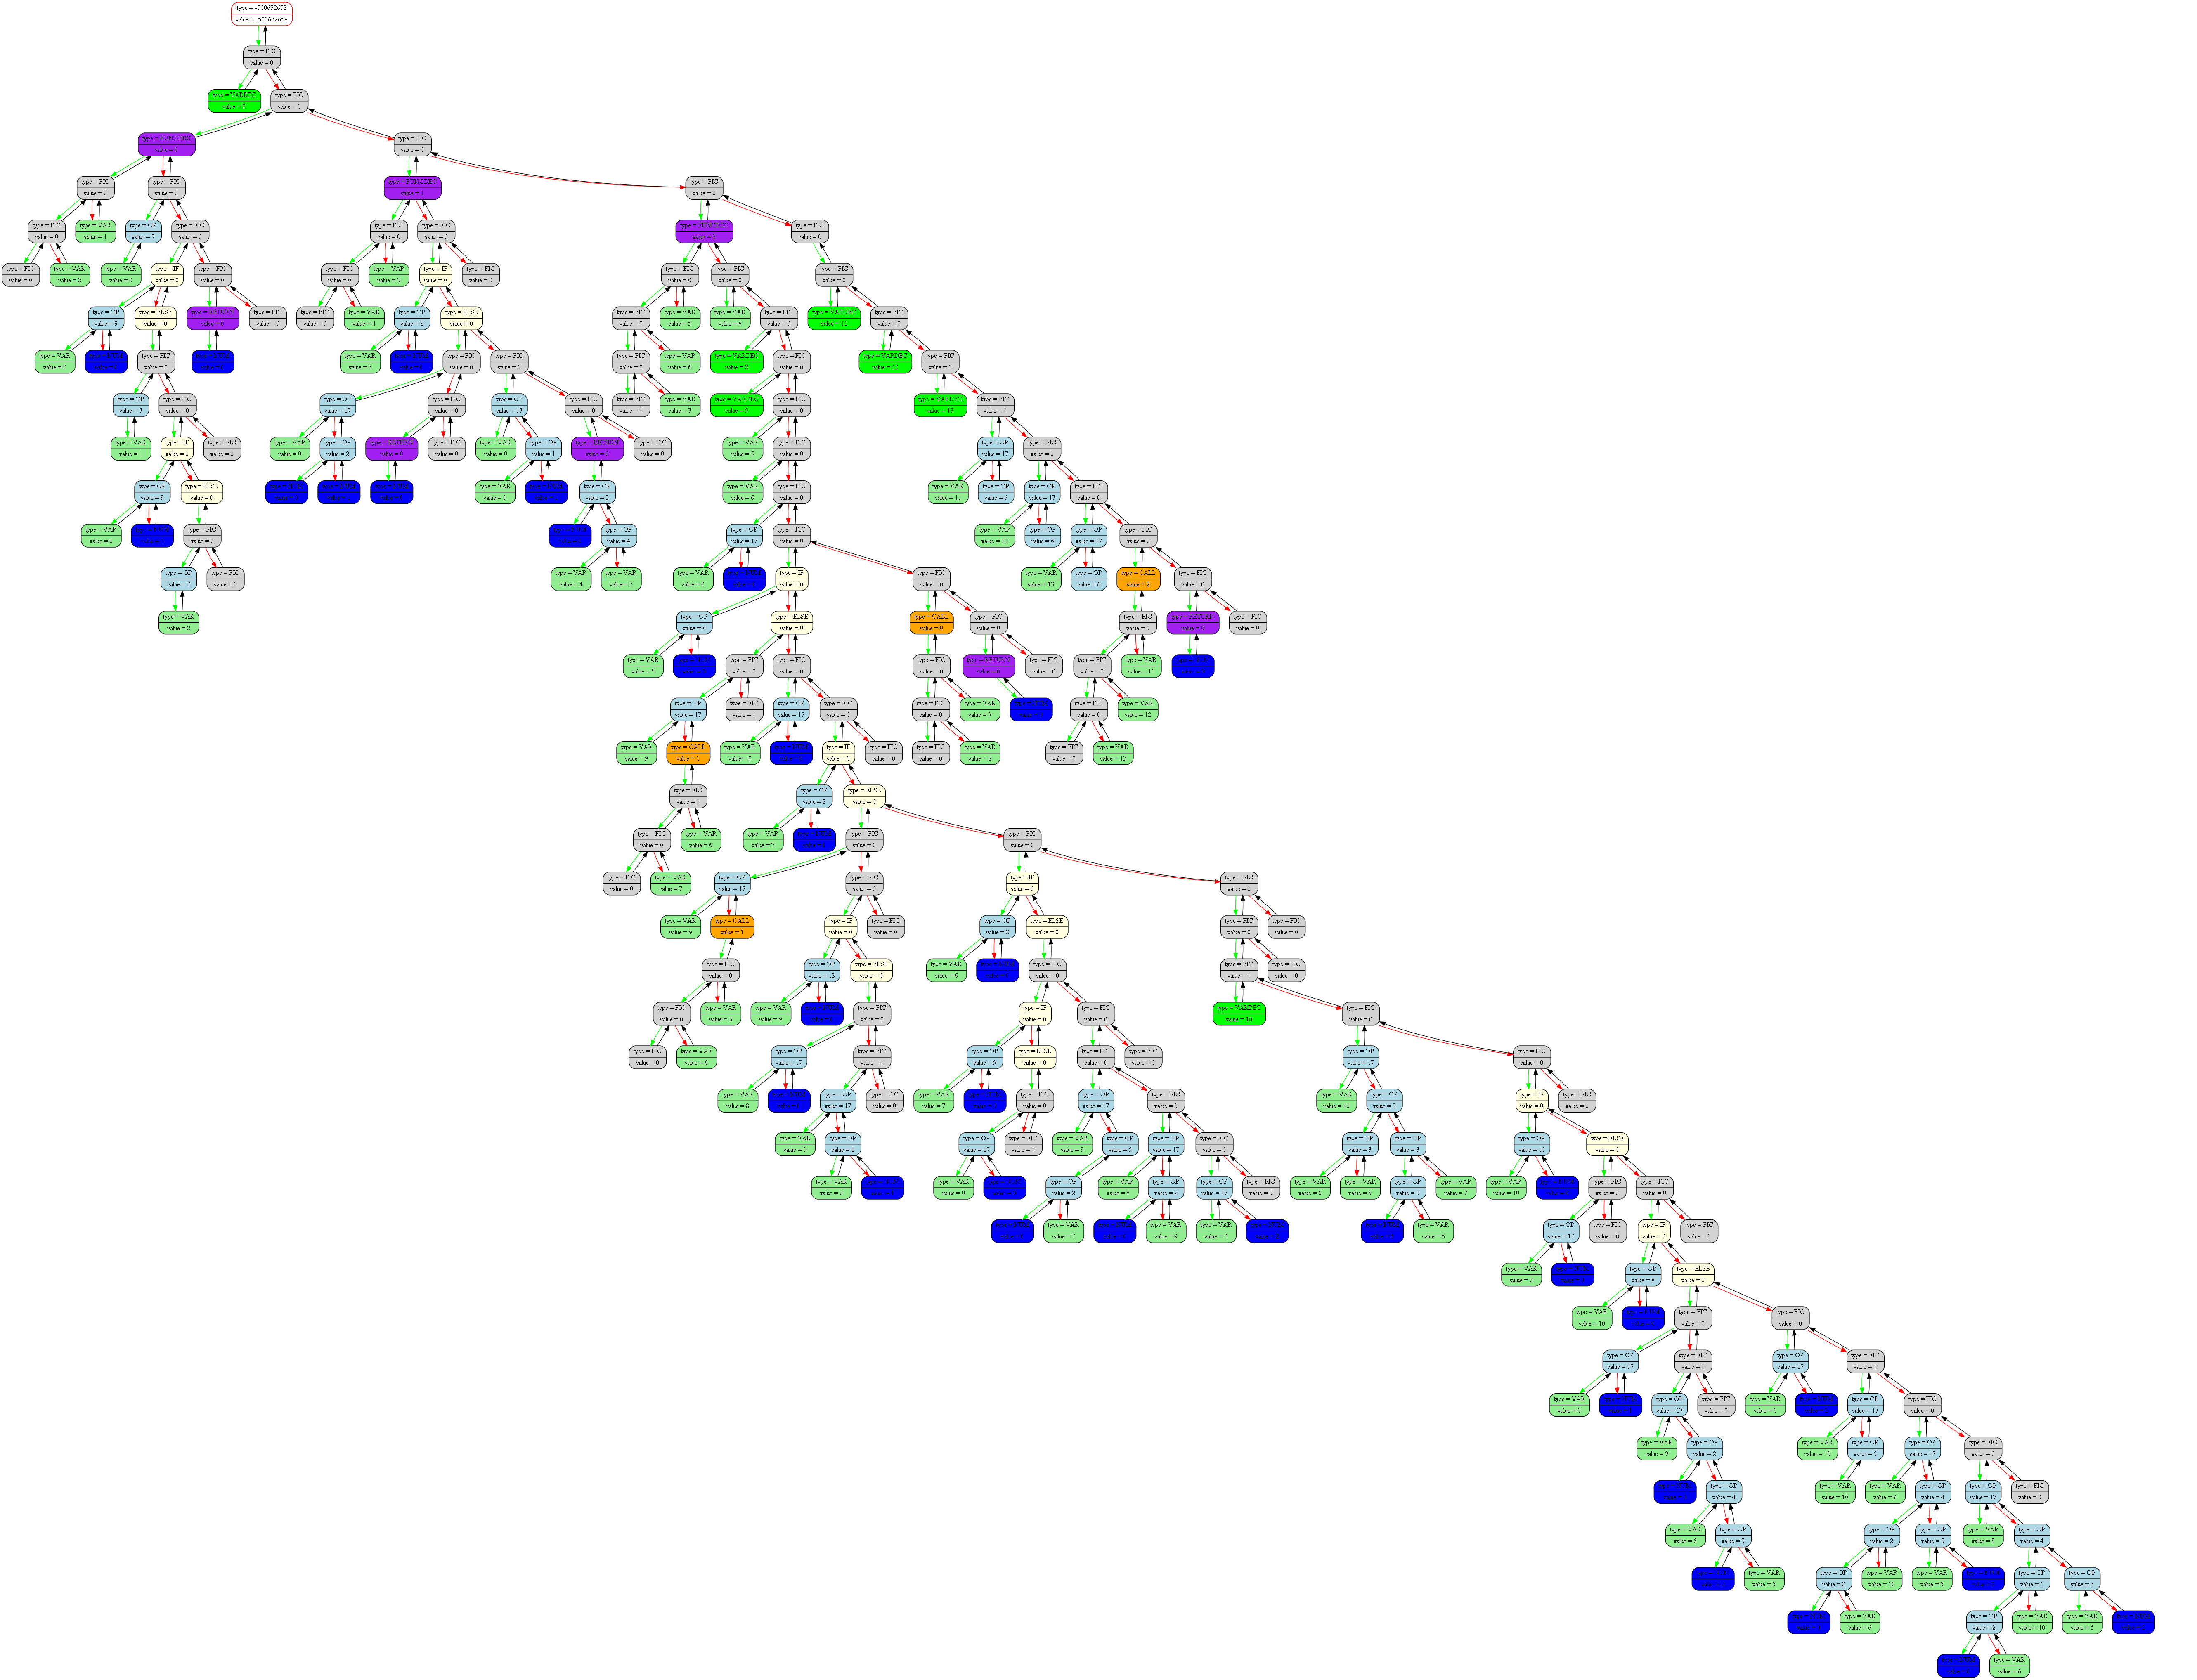 type = -500632658
value = -500632658
type = FIC
value = 0
type = VARDEC type = FIC
value = 0 value = 0
type = FUNCDEC type = FIC
value = 0 value = 0
type = FIC type = FIC type = FUNCDEC type = FIC
value = 0 value = 0 value = 1 value = 0
type = FIC type = VAR type = OP type = FIC type = FIC type = FIC type = FUNCDEC type = FIC
value = 0 value = 1 value = 7 value = 0 value = 0 value = 0 value = 2 value = 0
type = FIC type = VAR type = VAR type = IF type = FIC type = FIC type = VAR type = IF type = FIC type = FIC type = FIC type = FIC
value = 0 value = 2 value = 0 value = 0 value = 0 value = 0 value = 3 value = 0 value = 0 value = 0 value = 0 value = 0
type = OP type = ELSE type = RETURN type = FIC type = FIC type = VAR type = OP type = ELSE type = FIC type = VAR type = VAR type = FIC type = VARDEC type = FIC
value = 9 value = 0 value = 0 value = 0 value = 0 value = 4 value = 8 value = 0 value = 0 value = 5 value = 6 value = 0 value = 11 value = 0
type = VAR type = FIC type = VAR type = FIC type = FIC type = FIC type = VAR type = VARDEC type = FIC type = VARDEC type = FIC
value = 0 value = 0 value = 3 value = 0 value = 0 value = 0 value = 6 value = 8 value = 0 value = 12 value = 0
type = OP type = FIC type = OP type = FIC type = OP type = FIC type = FIC type = VAR type = VARDEC type = FIC type = VARDEC type = FIC
value = 7 value = 0 value = 17 value = 0 value = 17 value = 0 value = 0 value = 7 value = 9 value = 0 value = 13 value = 0
type = VAR type = IF type = FIC type = VAR type = OP type = RETURN type = FIC type = VAR type = OP type = RETURN type = FIC type = VAR type = FIC type = OP type = FIC
value = 1 value = 0 value = 0 value = 0 value = 2 value = 0 value = 0 value = 0 value = 1 value = 0 value = 0 value = 5 value = 0 value = 17 value = 0
type = OP type = ELSE type = VAR type = OP type = VAR type = FIC type = VAR type = OP type = OP type = FIC
value = 9 value = 0 value = 0 value = 2 value = 6 value = 0 value = 11 value = 6 value = 17 value = 0
type = VAR type = FIC type = OP type = OP type = FIC type = VAR type = OP type = OP type = FIC
value = 0 value = 0 value = 4 value = 17 value = 0 value = 12 value = 6 value = 17 value = 0
type = OP type = FIC type = VAR type = VAR type = VAR type = IF type = FIC type = VAR type = OP type = CALL type = FIC
value = 7 value = 0 value = 4 value = 3 value = 0 value = 0 value = 0 value = 13 value = 6 value = 2 value = 0
type = VAR type = OP type = ELSE type = CALL type = FIC type = FIC type = RETURN type = FIC
value = 2 value = 8 value = 0 value = 0 value = 0 value = 0 value = 0 value = 0
type = VAR type = FIC type = FIC type = FIC type = RETURN type = FIC type = FIC type = VAR
value = 5 value = 0 value = 0 value = 0 value = 0 value = 0 value = 0 value = 11
type = OP type = FIC type = OP type = FIC type = FIC type = VAR type = FIC type = VAR
value = 17 value = 0 value = 17 value = 0 value = 0 value = 9 value = 0 value = 12
type = VAR type = CALL type = VAR type = IF type = FIC type = FIC type = VAR type = FIC type = VAR
value = 9 value = 1 value = 0 value = 0 value = 0 value = 0 value = 8 value = 0 value = 13
type = FIC type = OP type = ELSE
value = 0 value = 8 value = 0
type = FIC type = VAR type = VAR type = FIC type = FIC
value = 0 value = 6 value = 7 value = 0 value = 0
type = FIC type = VAR type = OP type = FIC type = IF type = FIC
value = 0 value = 7 value = 17 value = 0 value = 0 value = 0
type = VAR type = CALL type = IF type = FIC type = OP type = ELSE type = FIC type = FIC
value = 9 value = 1 value = 0 value = 0 value = 8 value = 0 value = 0 value = 0
type = FIC type = OP type = ELSE type = VAR type = FIC type = FIC type = FIC
value = 0 value = 13 value = 0 value = 6 value = 0 value = 0 value = 0
type = FIC type = VAR type = VAR type = FIC type = IF type = FIC type = VARDEC type = FIC
value = 0 value = 5 value = 9 value = 0 value = 0 value = 0 value = 10 value = 0
type = FIC type = VAR type = OP type = FIC type = OP type = ELSE type = FIC type = FIC type = OP type = FIC
value = 0 value = 6 value = 17 value = 0 value = 9 value = 0 value = 0 value = 0 value = 17 value = 0
type = VAR type = OP type = FIC type = VAR type = FIC type = OP type = FIC type = VAR type = OP type = IF type = FIC
value = 8 value = 17 value = 0 value = 7 value = 0 value = 17 value = 0 value = 10 value = 2 value = 0 value = 0
type = VAR type = OP type = OP type = FIC type = VAR type = OP type = OP type = FIC type = OP type = OP type = OP type = ELSE
value = 0 value = 1 value = 17 value = 0 value = 9 value = 5 value = 17 value = 0 value = 3 value = 3 value = 10 value = 0
type = VAR type = VAR type = OP type = VAR type = OP type = OP type = FIC type = VAR type = VAR type = OP type = VAR type = VAR type = FIC type = FIC
value = 0 value = 0 value = 2 value = 8 value = 2 value = 17 value = 0 value = 6 value = 6 value = 3 value = 7 value = 10 value = 0 value = 0
type = VAR type = VAR type = VAR type = VAR type = OP type = FIC type = IF type = FIC
value = 7 value = 9 value = 0 value = 5 value = 17 value = 0 value = 0 value = 0
type = VAR type = OP type = ELSE
value = 0 value = 8 value = 0
type = VAR type = FIC type = FIC
value = 10 value = 0 value = 0
type = OP type = FIC type = OP type = FIC
value = 17 value = 0 value = 17 value = 0
type = VAR type = OP type = FIC type = VAR type = OP type = FIC
value = 0 value = 17 value = 0 value = 0 value = 17 value = 0
type = VAR type = OP type = VAR type = OP type = OP type = FIC
value = 9 value = 2 value = 10 value = 5 value = 17 value = 0
type = OP type = VAR type = VAR type = OP type = OP type = FIC
value = 4 value = 10 value = 9 value = 4 value = 17 value = 0
type = VAR type = OP type = OP type = OP type = VAR type = OP
value = 6 value = 3 value = 2 value = 3 value = 8 value = 4
type = VAR type = OP type = VAR type = VAR type = OP type = OP
value = 5 value = 2 value = 10 value = 5 value = 1 value = 3
type = VAR type = OP type = VAR type = VAR
value = 6 value = 2 value = 10 value = 5
type = VAR
value = 6